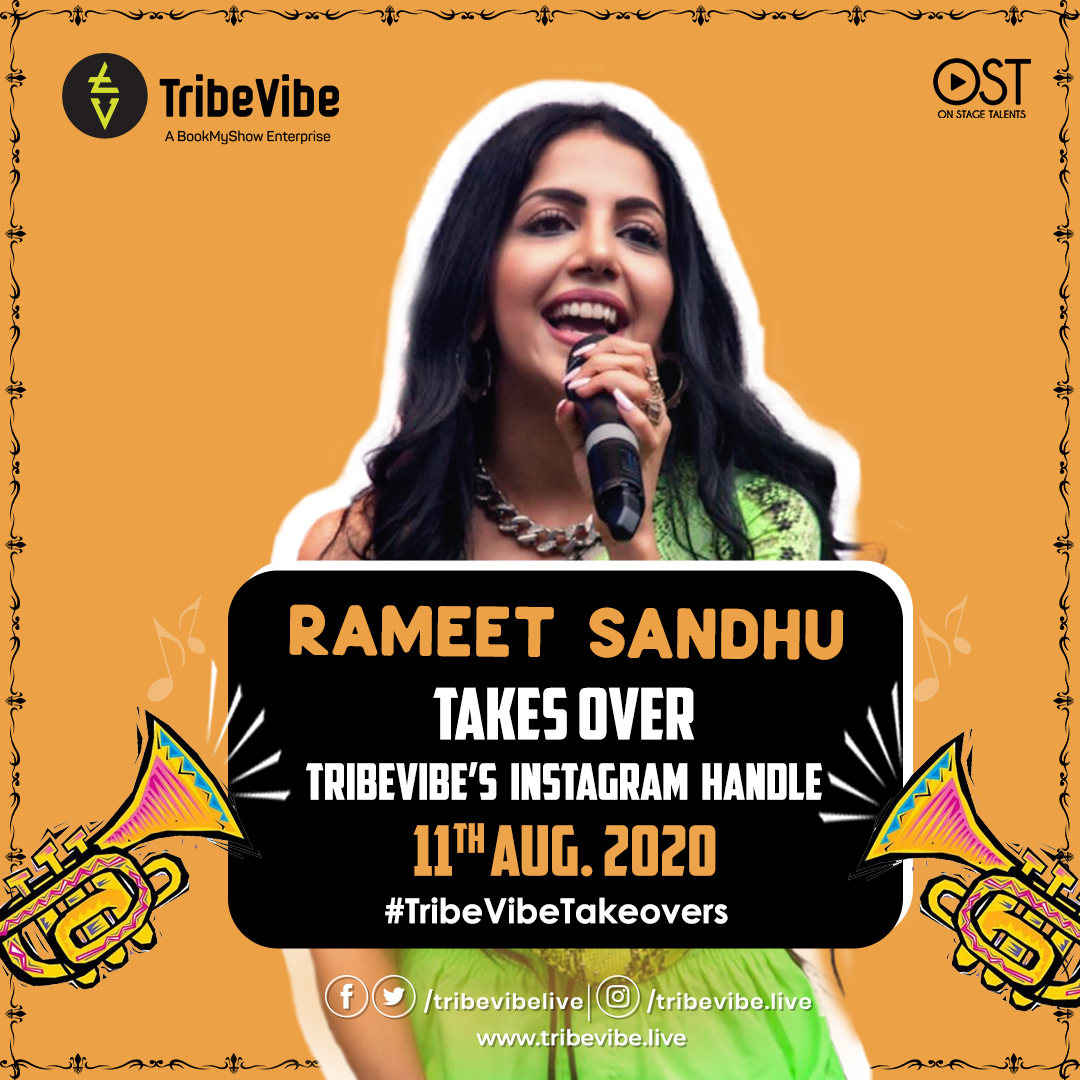 TribeVibe
A BookMyShow Enterprise
OST
ON STAGE TALENTS
RAMEET SANDHU
TAKES OVER
TRIBEVIBE'S INSTAGRAM HANDLE
11TH AUG. 2020
#TribeVibeTakeovers
/tribevibelive | /tribevibe.live
www.tribevibe.live